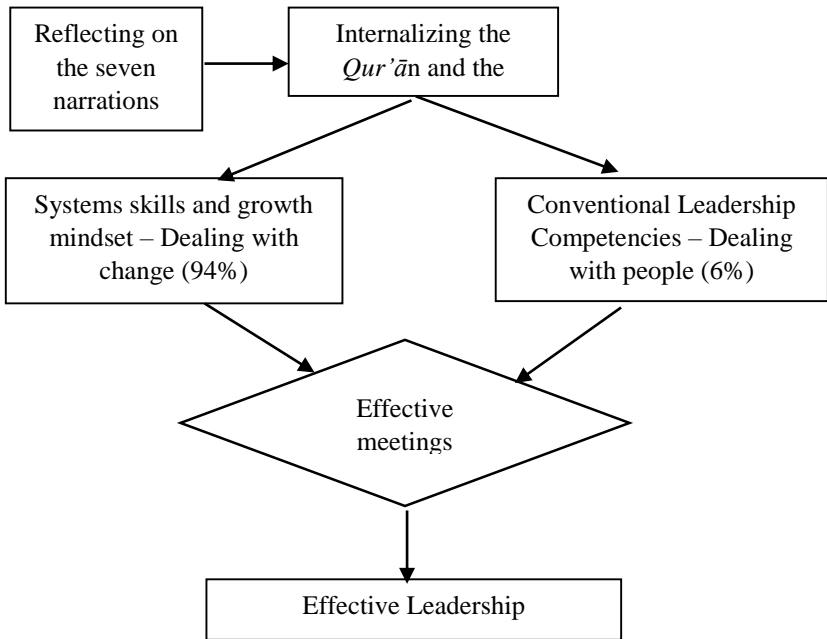 Reflecting on
the seven
narrations
Internalizing the
Qur’ān and the
Systems skills and growth
mindset – Dealing with
change (94%)
Conventional Leadership
Competencies – Dealing
with people (6%)
Effective
meetings
Effective Leadership